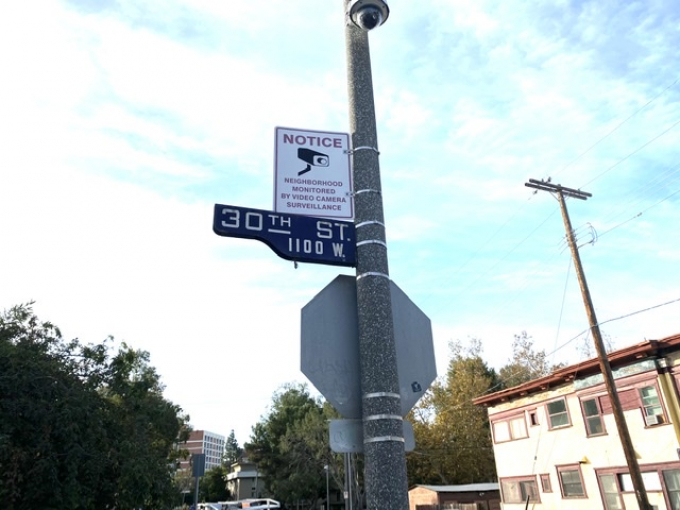 NOTICE
NEIGHBORHOOD
MONITORED
BY VIDEO CAMERA
SURVEILLANCE
30TH ST.
1100 W.